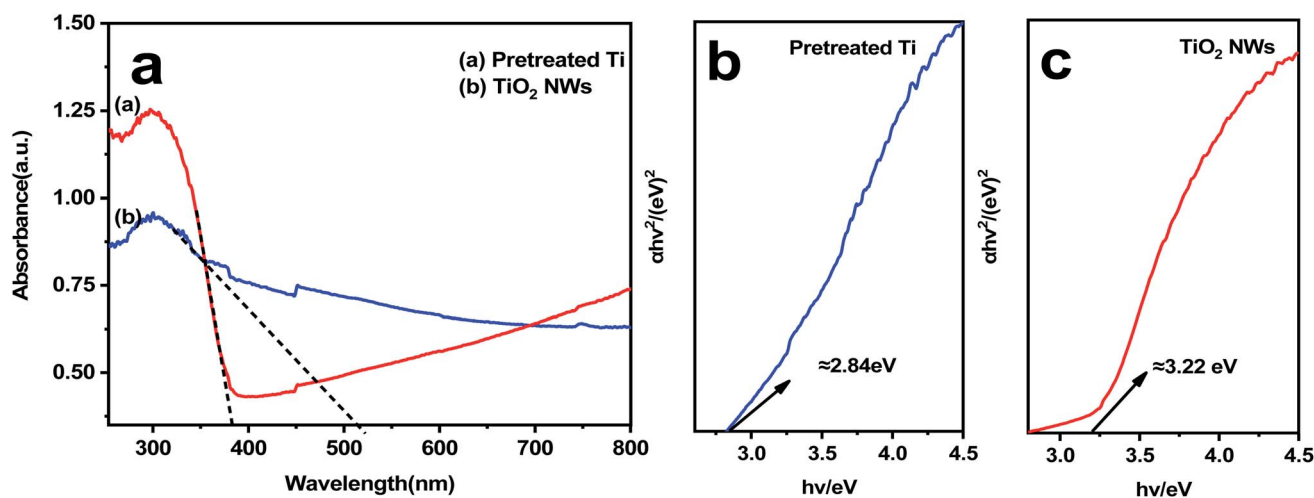 a
(a) Pretreated Ti
(b) TiO₂ NWs
(a)
(b)
1.50
1.25
1.00
0.75
0.50
Absorbance(a.u.)
300 400 500 600 700 800
Wavelength(nm)
b
Pretreated Ti
≈2.84eV
αhv²/(eV)²
3.0 3.5 4.0 4.5
hv/eV
c
TiO₂ NWs
≈3.22 eV
αhv²/(eV)²
3.0 3.5 4.0 4.5
hv/eV